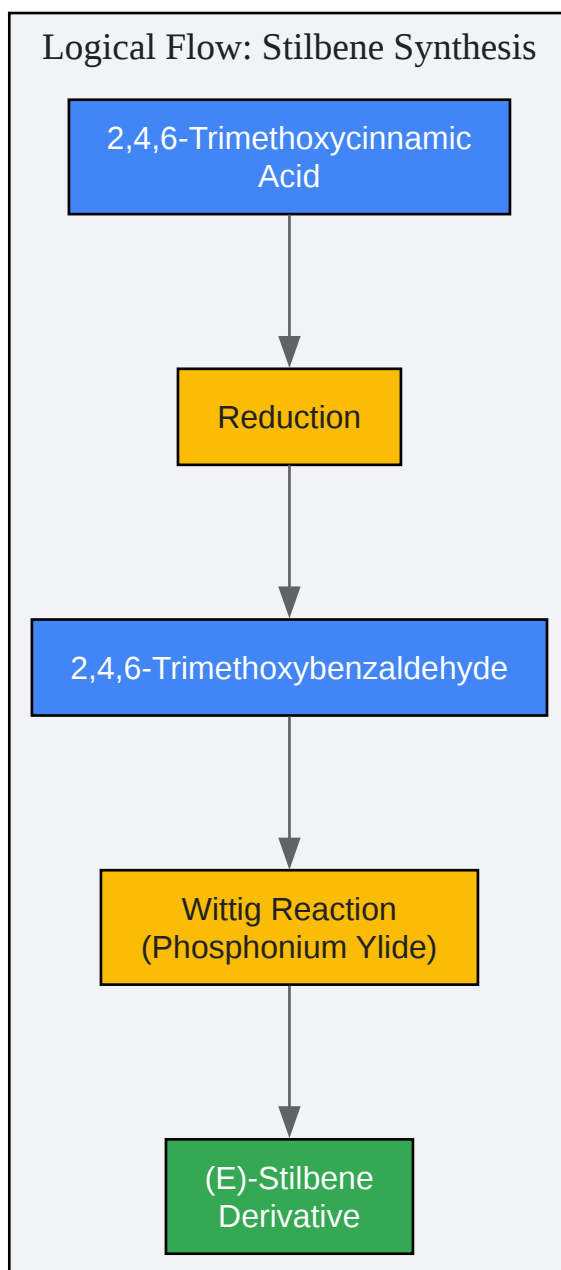 Logical Flow: Stilbene Synthesis
2,4,6-Trimethoxycinnamic
Acid
Reduction
2,4,6-Trimethoxybenzaldehyde
Wittig Reaction
(Phosphonium Ylide)
(E)-Stilbene
Derivative